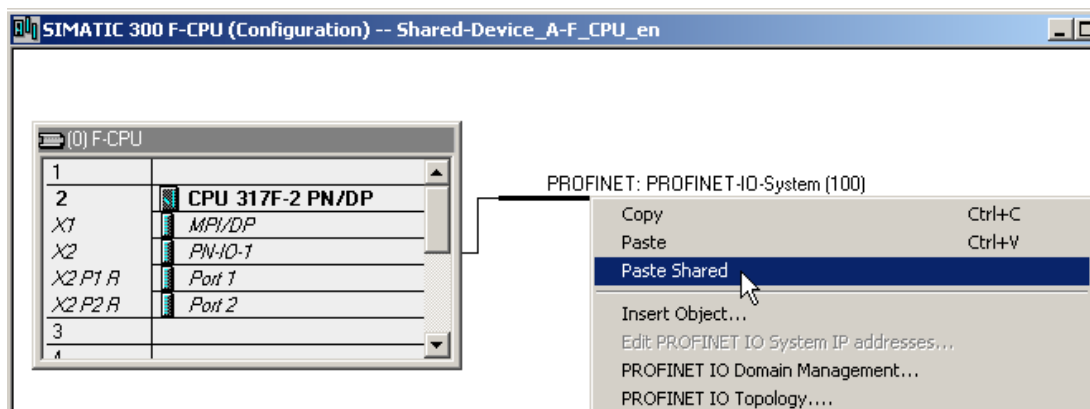 SIMATIC 300 F-CPU (Configuration) -- Shared-Device_A-F_CPU_en
(0) F-CPU
1
2 CPU 317F-2 PN/DP
X1 MPI/DP
X2 PN-IO-1
X2 P1 R Port 1
X2 P2 R Port 2
3
4
PROFINET: PROFINET-IO-System (100)
Copy Ctrl+C
Paste Ctrl+V
Paste Shared
Insert Object...
Edit PROFINET IO System IP addresses...
PROFINET IO Domain Management...
PROFINET IO Topology....